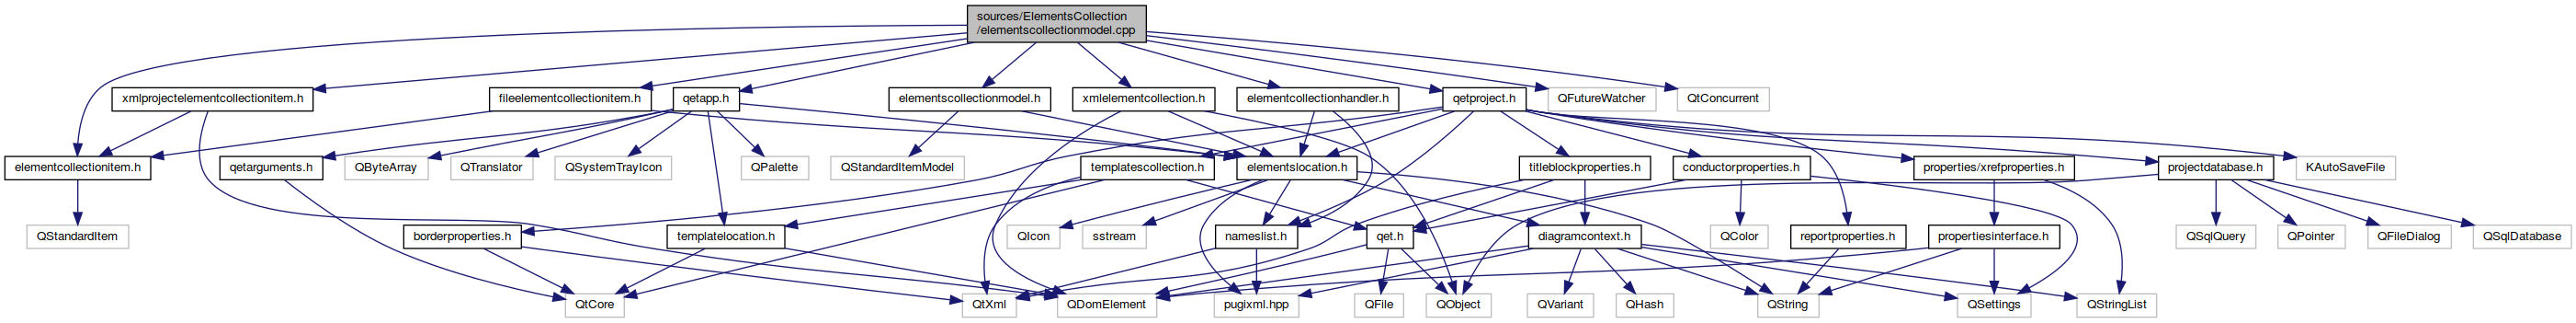 sources/ElementsCollection
/elementscollectionmodel.cpp
xmlprojectelementcollectionitem.h
fileelementcollectionitem.h
qetapp.h
elementscollectionmodel.h
xmlelementcollection.h
elementcollectionhandler.h
qetproject.h
QFutureWatcher
QtConcurrent
elementcollectionitem.h
qetarguments.h
QByteArray
QTranslator
QSystemTrayIcon
QPalette
QStandardItemModel
templatescollection.h
elementslocation.h
titleblockproperties.h
conductorproperties.h
properties/xrefproperties.h
projectdatabase.h
KAutoSaveFile
QStandardItem
borderproperties.h
templatelocation.h
QIcon
sstream
nameslist.h
qet.h
diagramcontext.h
QColor
reportproperties.h
propertiesinterface.h
QSqlQuery
QPointer
QFileDialog
QSqlDatabase
QtCore
QtXml
QDomElement
pugixml.hpp
QFile
QObject
QVariant
QHash
QString
QSettings
QStringList